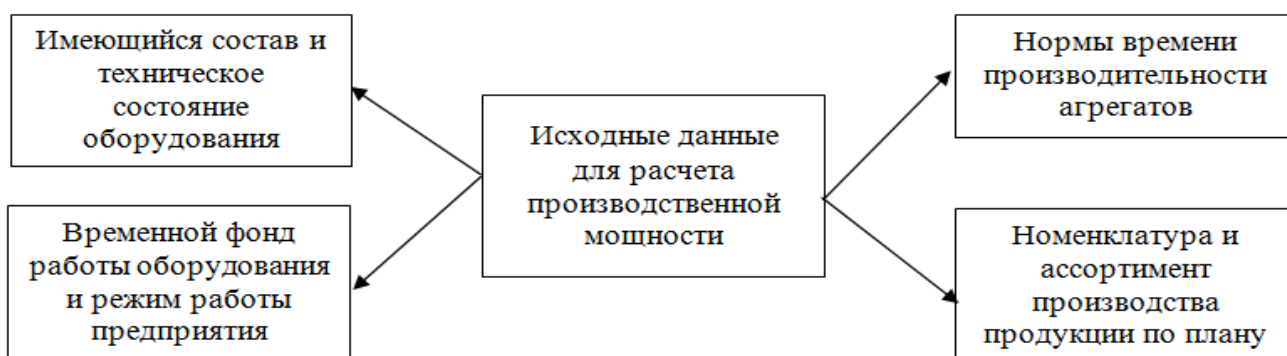 Имеющийся состав и
техническое
состояние
оборудования
Временной фонд
работы оборудования
и режим работы
предприятия
Исходные данные
для расчета
производственной
мощности
Нормы времени
производительности
агрегатов
Номенклатура и
ассортимент
производства
продукции по плану